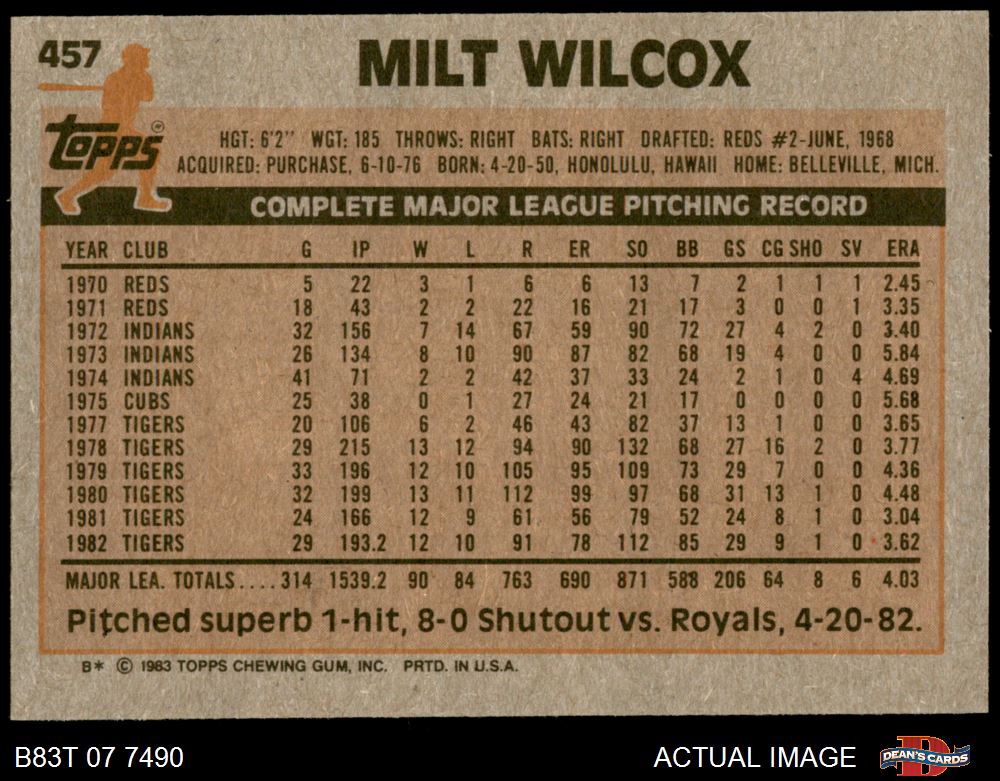 457
MILT WILCOX
Topps®
HGT: 6'2" WGT: 185 THROWS: RIGHT BATS: RIGHT DRAFTED: REDS #2-JUNE, 1968
ACQUIRED: PURCHASE, 6-10-76 BORN: 4-20-50, HONOLULU, HAWAII HOME: BELLEVILLE, MICH.
COMPLETE MAJOR LEAGUE PITCHING RECORD
YEAR CLUB G IP W L R ER SO BB GS CG SHO SV ERA
1970 REDS 5 22 3 1 6 6 13 7 2 1 1 1 2.45
1971 REDS 18 43 2 2 22 16 21 17 3 0 0 1 3.35
1972 INDIANS 32 156 7 14 67 59 90 72 27 4 2 0 3.40
1973 INDIANS 26 134 8 10 90 87 82 68 19 4 0 0 5.84
1974 INDIANS 41 71 2 2 42 37 33 24 2 1 0 4 4.69
1975 CUBS 25 38 0 1 27 24 21 17 0 0 0 0 5.68
1977 TIGERS 20 106 6 2 46 43 82 37 13 1 0 0 3.65
1978 TIGERS 29 215 13 12 94 90 132 68 27 16 2 0 3.77
1979 TIGERS 33 196 12 10 105 95 109 73 29 7 0 0 4.36
1980 TIGERS 32 199 13 11 112 99 97 68 31 13 1 0 4.48
1981 TIGERS 24 166 12 9 61 56 79 52 24 8 1 0 3.04
1982 TIGERS 29 193.2 12 10 91 78 112 85 29 9 1 0 3.62
MAJOR LEA. TOTALS.... 314 1539.2 90 84 763 690 871 588 206 64 8 6 4.03
Pitched superb 1-hit, 8-0 Shutout vs. Royals, 4-20-82.
B* © 1983 TOPPS CHEWING GUM, INC. PRTD. IN U.S.A.
B83T 07 7490 ACTUAL IMAGE DEAN'S CARDS